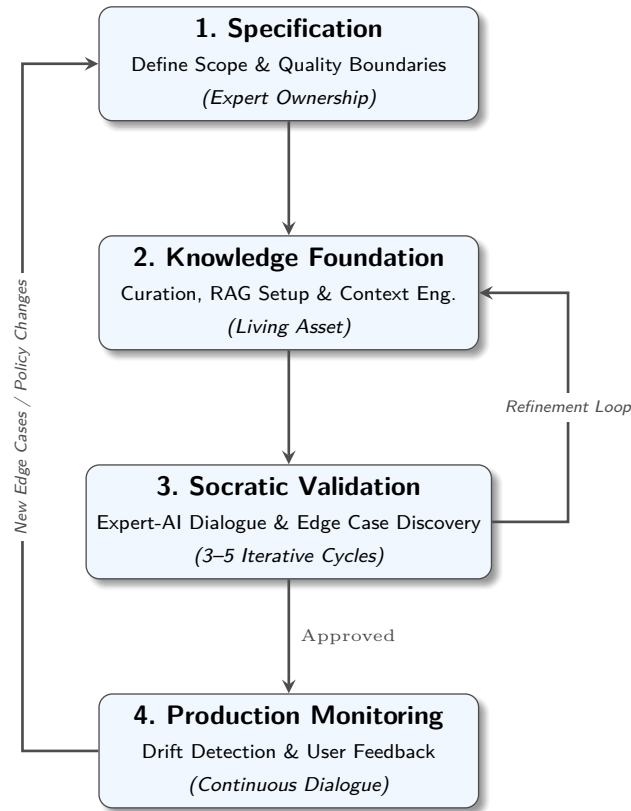 1. Specification
Define Scope & Quality Boundaries
(Expert Ownership)
2. Knowledge Foundation
Curation, RAG Setup & Context Eng.
(Living Asset)
New Edge Cases / Policy Changes
Refinement Loop
3. Socratic Validation
Expert-AI Dialogue & Edge Case Discovery
(3–5 Iterative Cycles)
Approved
4. Production Monitoring
Drift Detection & User Feedback
(Continuous Dialogue)